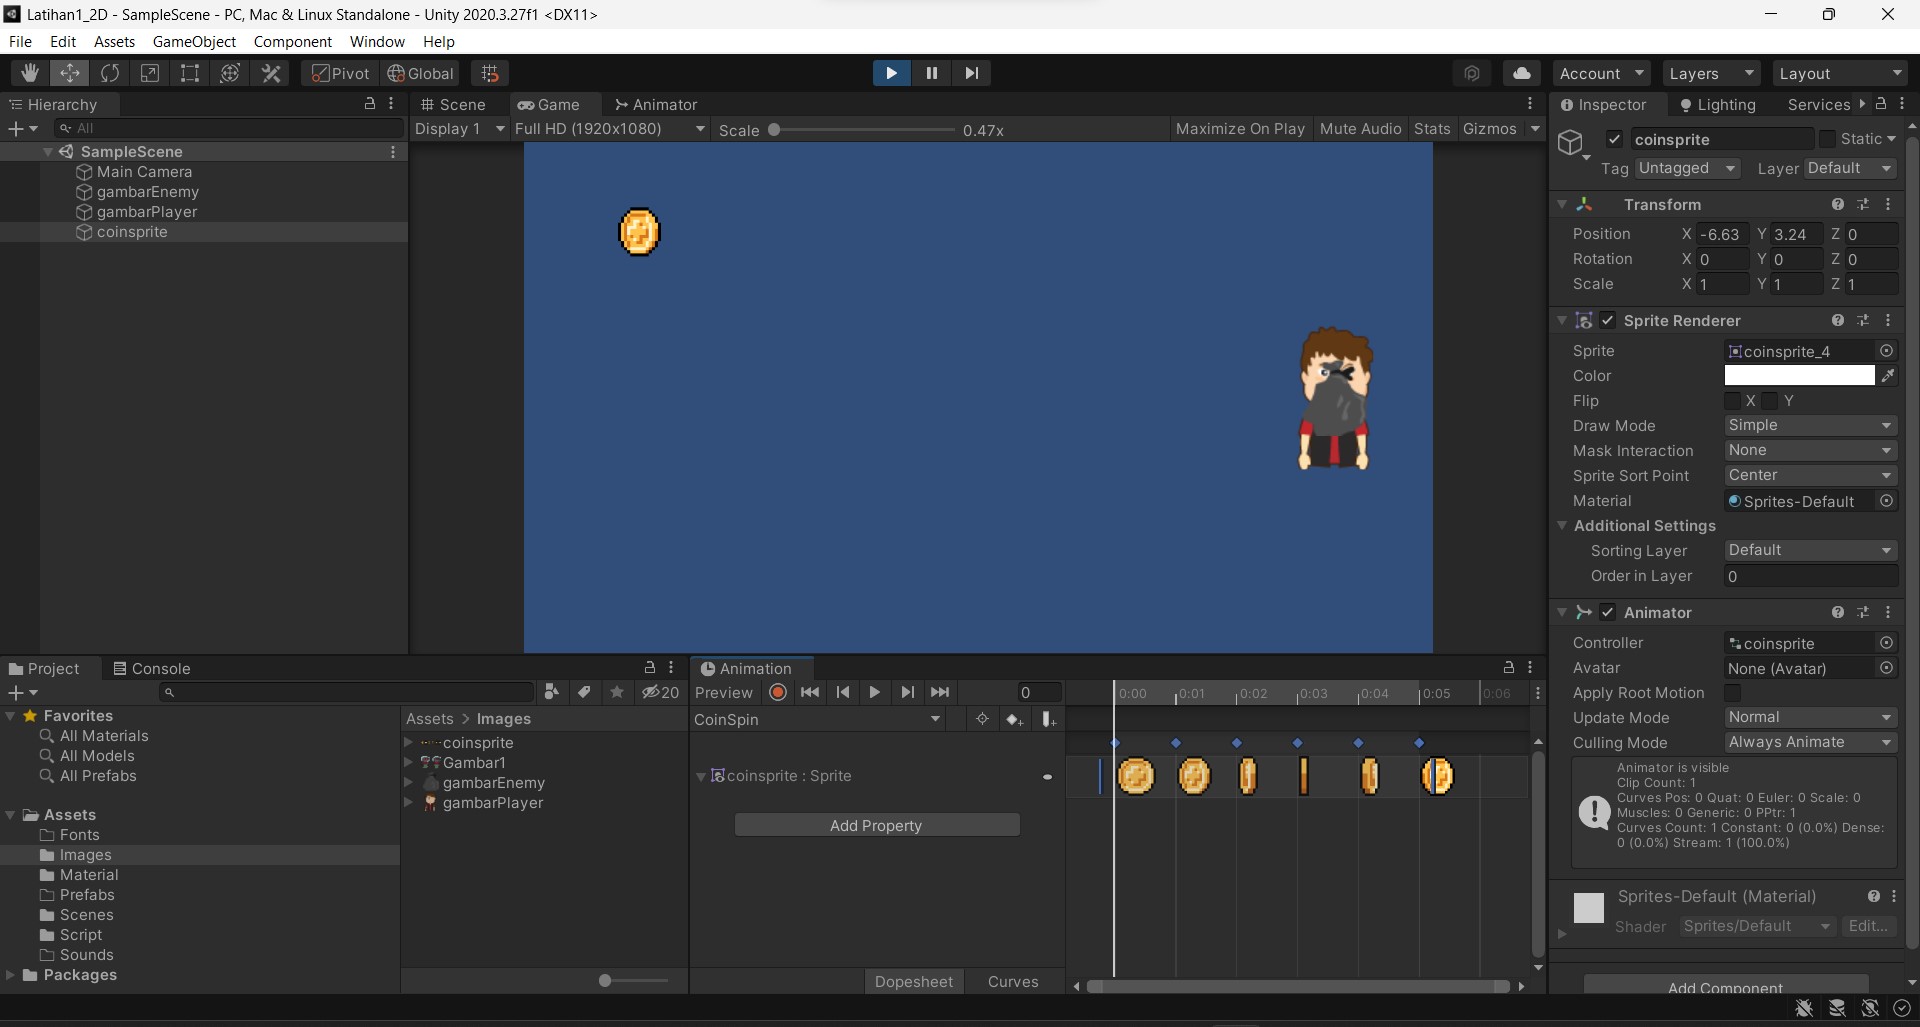 Latihan1_2D - SampleScene - PC, Mac & Linux Standalone - Unity 2020.3.27f1 <DX11>
File Edit Assets GameObject Component Window Help
Pivot Global Account Layers Layout
Hierarchy
All
SampleScene
Main Camera
gambarEnemy
gambarPlayer
coinsprite
Scene Game Animator
Display 1 Full HD (1920x1080) Scale 0.47x Maximize On Play Mute Audio Stats Gizmos
Inspector Lighting Services
coinsprite Static
Tag Untagged Layer Default
Transform
Position X -6.63 Y 3.24 Z 0
Rotation X 0 Y 0 Z 0
Scale X 1 Y 1 Z 1
Sprite Renderer
Sprite coinsprite_4
Color
Flip X Y
Draw Mode Simple
Mask Interaction None
Sprite Sort Point Center
Material Sprites-Default
Additional Settings
Sorting Layer Default
Order in Layer 0
Animator
Controller coinsprite
Avatar None (Avatar)
Apply Root Motion
Update Mode Normal
Culling Mode Always Animate
Animator is visible
Clip Count: 1
Curves Pos: 0 Quat: 0 Euler: 0 Scale: 0
Muscles: 0 Generic: 0 PPtr: 1
Curves Count: 1 Constant: 0 (0.0%) Dense:
0 (0.0%) Stream: 1 (100.0%)
Sprites-Default (Material)
Shader Sprites/Default Edit...
Add Component
Project Console
20
Favorites
All Materials
All Models
All Prefabs
Assets
Fonts
Images
Material
Prefabs
Scenes
Script
Sounds
Packages
Assets > Images
coinsprite
Gambar1
gambarEnemy
gambarPlayer
Animation
Preview 0
CoinSpin
coinsprite : Sprite
Add Property
Dopesheet Curves
0:00 0:01 0:02 0:03 0:04 0:05 0:06